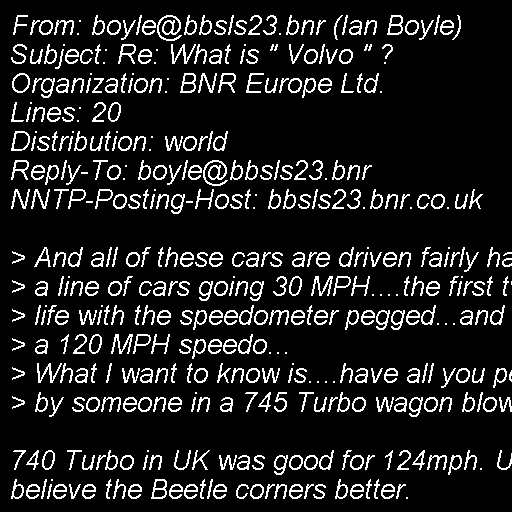 From: boyle@bbsls23.bnr (Ian Boyle)
Subject: Re: What is " Volvo " ?
Organization: BNR Europe Ltd.
Lines: 20
Distribution: world
Reply-To: boyle@bbsls23.bnr
NNTP-Posting-Host: bbsls23.bnr.co.uk

> And all of these cars are driven fairly
> a line of cars going 30 MPH....the first
> life with the speedometer pegged...and
> a 120 MPH speedo...
> What I want to know is....have all you
> by someone in a 745 Turbo wagon

740 Turbo in UK was good for 124mph.
believe the Beetle corners better.